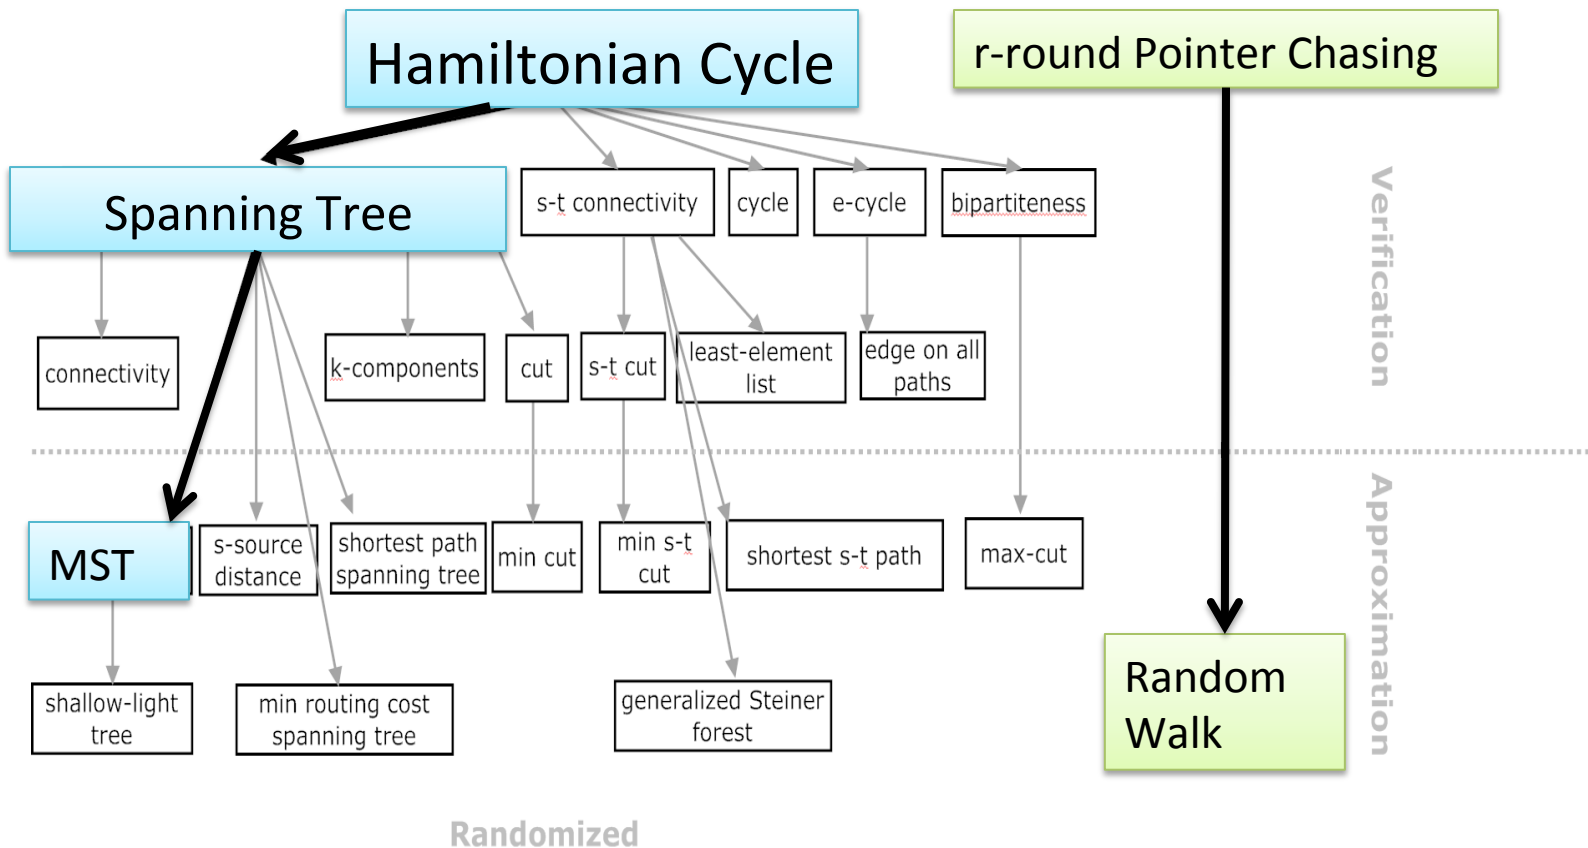 Hamiltonian Cycle
r-round Pointer Chasing
Spanning Tree
s-t connectivity
cycle
e-cycle
bipartiteness
Verification
connectivity
k-components
cut
s-t cut
least-element
list
edge on all
paths
MST
s-source
distance
shortest path
spanning tree
min cut
min s-t
cut
shortest s-t path
max-cut
Approximation
shallow-light
tree
min routing cost
spanning tree
generalized Steiner
forest
Random
Walk
Randomized